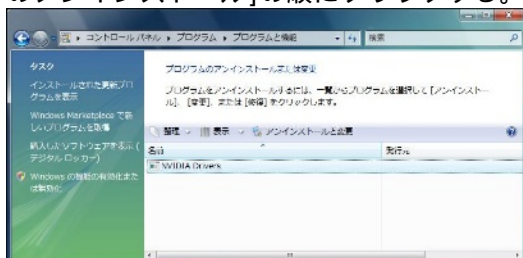 のアンインストール]の順にクリックする。
コントロール パネル ▸ プログラム ▸ プログラムと機能
検索
タスク
インストールされた更新プログラムを表示
Windows Marketplace で新しいプログラムを取得
購入したソフトウェアを表示 (デジタル ロッカー)
Windows の機能の有効化または無効化
プログラムのアンインストールまたは変更
プログラムをアンインストールするには、一覧からプログラムを選択して [アンインストール]、[変更]、または [修復] をクリックします。
整理
表示
アンインストールと変更
名前
発行元
NVIDIA Drivers